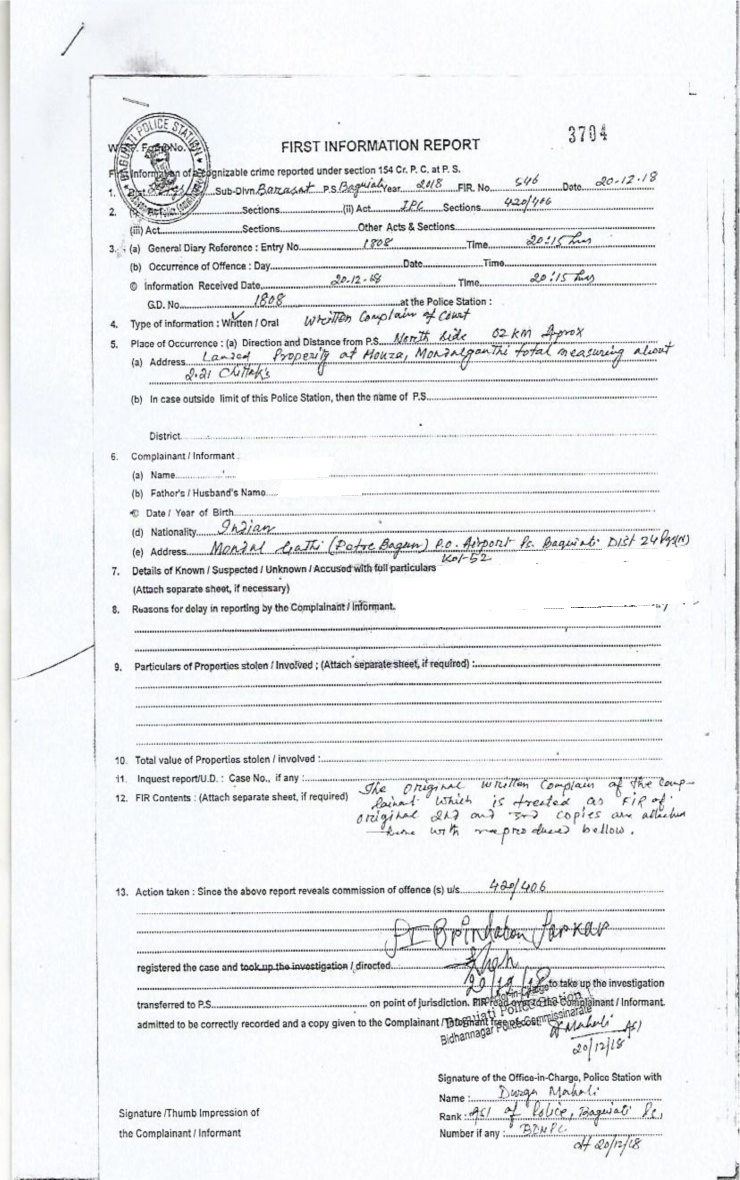 3704
BAGUIATI POLICE STATION
FIRST INFORMATION REPORT
First Information of a cognizable crime reported under section 154 Cr. P. C. at P. S.
1. Sub-Divn. Barasat P.S. Baguiati Year 2018 FIR. No. 546 Date 20-12-18
2. Sections (ii) Act IPC Sections 420/406
(iii) Act Sections Other Acts & Sections
3. (a) General Diary Reference : Entry No. 1808 Time 20:15 hrs
(b) Occurrence of Offence : Day Date Time
© Information Received Date 20-12-18 Time 20:15 hrs
G.D. No. 1808 at the Police Station :
4. Type of information : Written / Oral Written Complain of Court
5. Place of Occurrence : (a) Direction and Distance from P.S. North Side 02 KM Aprox
(a) Address Landed Property at Mouza, Mondalganthi total measuring about
2.21 Chittak's
(b) In case outside limit of this Police Station, then the name of P.S.
District
6. Complainant / Informant :
(a) Name
(b) Father's / Husband's Name
© Date / Year of Birth
(d) Nationality Indian
(e) Address Mondal Ganthi (Patre Bagun) P.O. Airport Ps. Baguiati Dist 24 Pgs(N)
Kol-52
7. Details of Known / Suspected / Unknown / Accused with full particulars
(Attach separate sheet, if necessary)
8. Reasons for delay in reporting by the Complainant / Informant.
9. Particulars of Properties stolen / Involved ; (Attach separate sheet, if required) :
10. Total value of Properties stolen / involved :
11. Inquest report/U.D. : Case No., if any :
12. FIR Contents : (Attach separate sheet, if required) The original written Complain of the Comp-
lainat which is treated as FIR of
original 2nd and 3rd copies are attached
here with reproduced bellow.
13. Action taken : Since the above report reveals commission of offence (s) u/s 420/406
PI Brindabon Sarkar
registered the case and took up the investigation / directed
20/12/18 to take up the investigation
transferred to P.S. on point of jurisdiction. FIR read over to the Complainant / Informant.
admitted to be correctly recorded and a copy given to the Complainant / Informant free of cost.
Baguiati Police Station
Bidhannagar Police Commissionarate
D Mahali ASI
20/12/18
Signature of the Office-in-Charge, Police Station with
Name : Durga Mahali
Rank : ASI of Police, Baguiati Ps,
Number if any : BDNPC
dt 20/12/18
Signature /Thumb Impression of
the Complainant / Informant